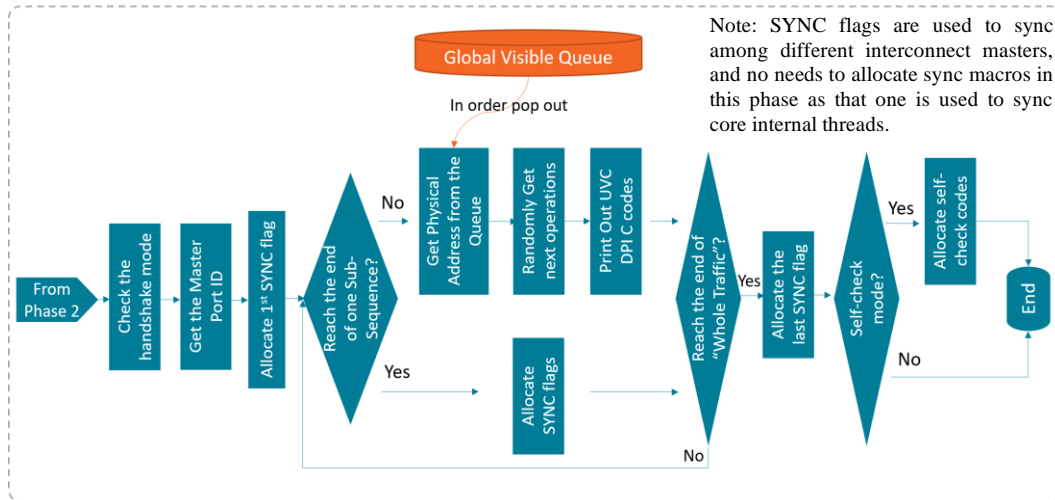 Note: SYNC flags are used to sync
among different interconnect masters,
and no needs to allocate sync macros in
this phase as that one is used to sync
core internal threads.
Global Visible Queue
In order pop out
From
Phase 2
Check the
handshake mode
Get the Master
Port ID
Allocate 1st SYNC flag
Reach the end
of one Sub-
Sequence?
No
Get Physical
Address from the
Queue
Randomly Get
next operations
Print Out UVC
DPI C codes
Yes
Allocate
SYNC flags
Reach the end of
“Whole Traffic”?
No
Yes
Allocate the
last SYNC flag
Self-check
mode?
Yes
Allocate self-
check codes
No
End